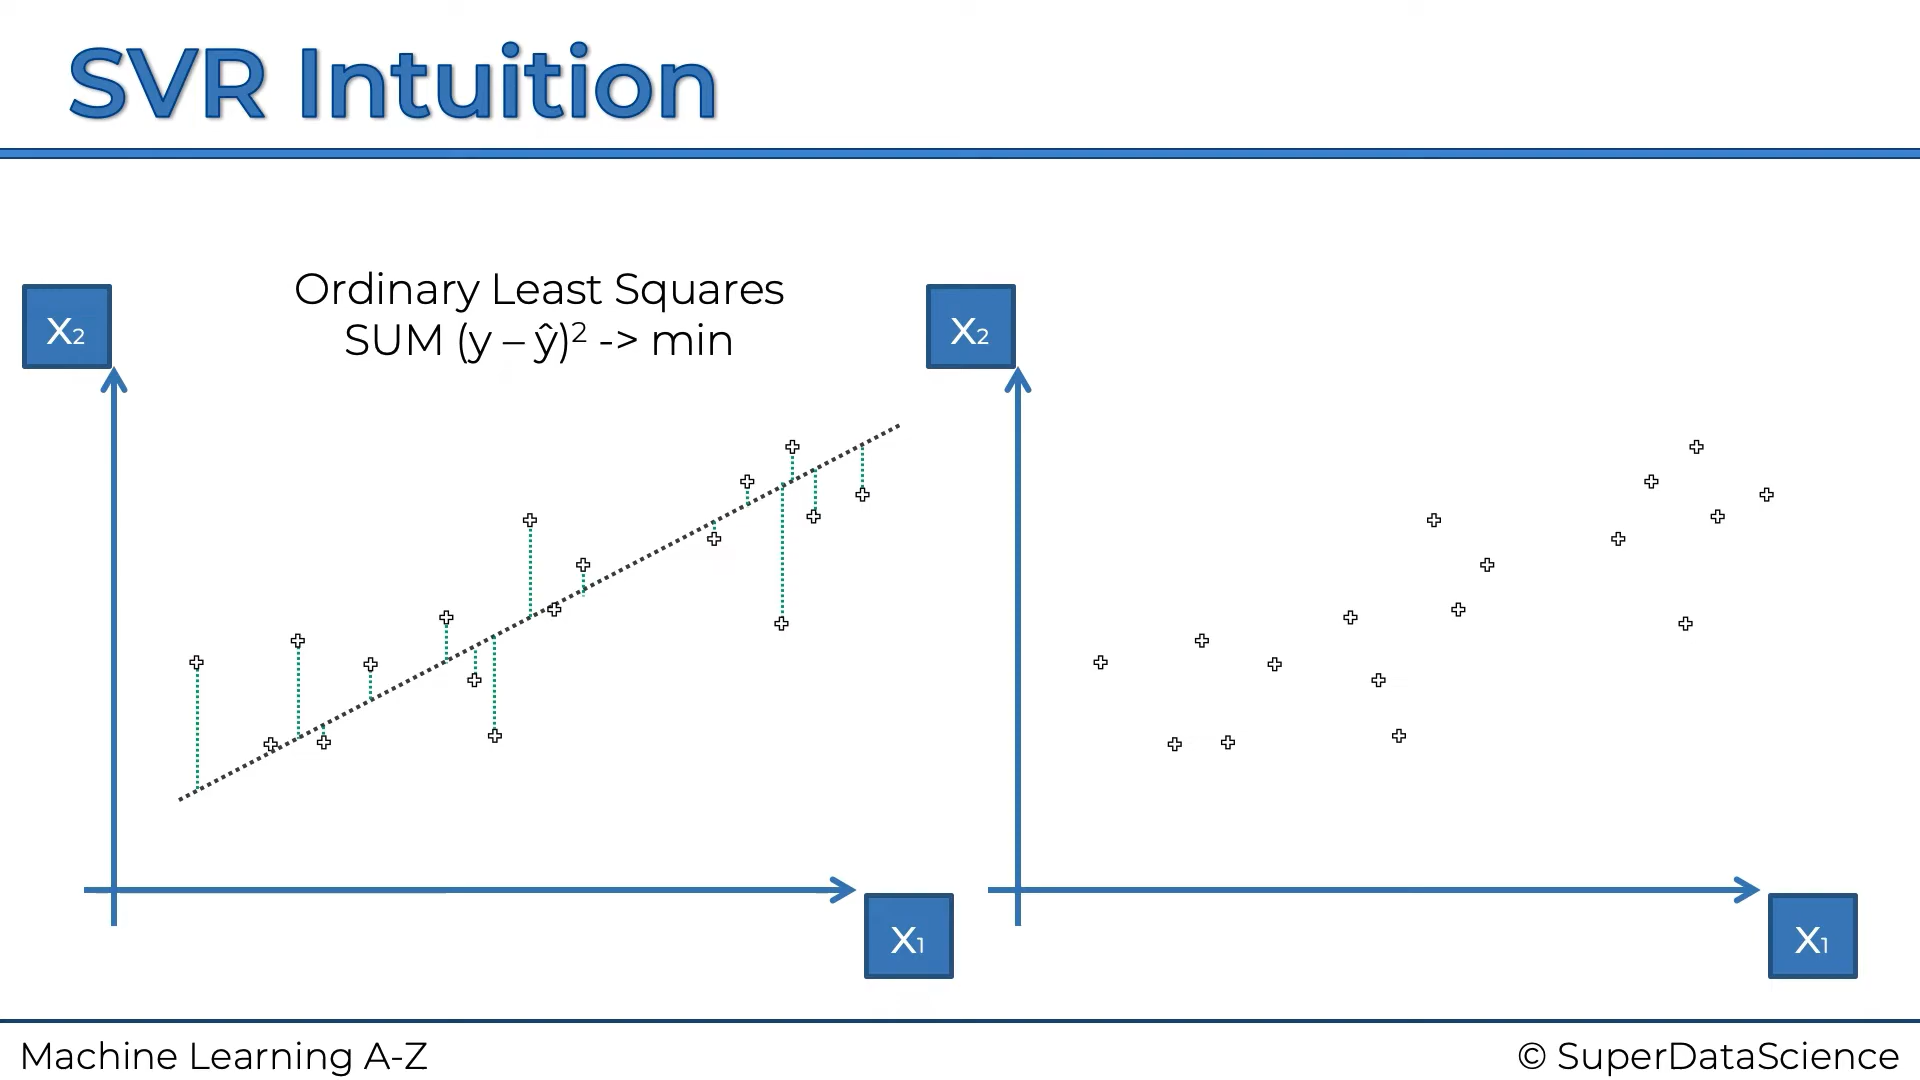 SVR Intuition
Ordinary Least Squares
SUM (y – ŷ)² -> min
X₂
X₂
X₁
X₁
Machine Learning A-Z
© SuperDataScience